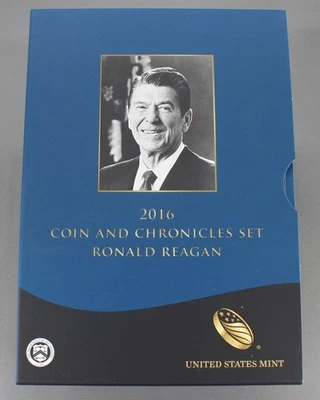 2016
COIN AND CHRONICLES SET
RONALD REAGAN
UNITED STATES MINT